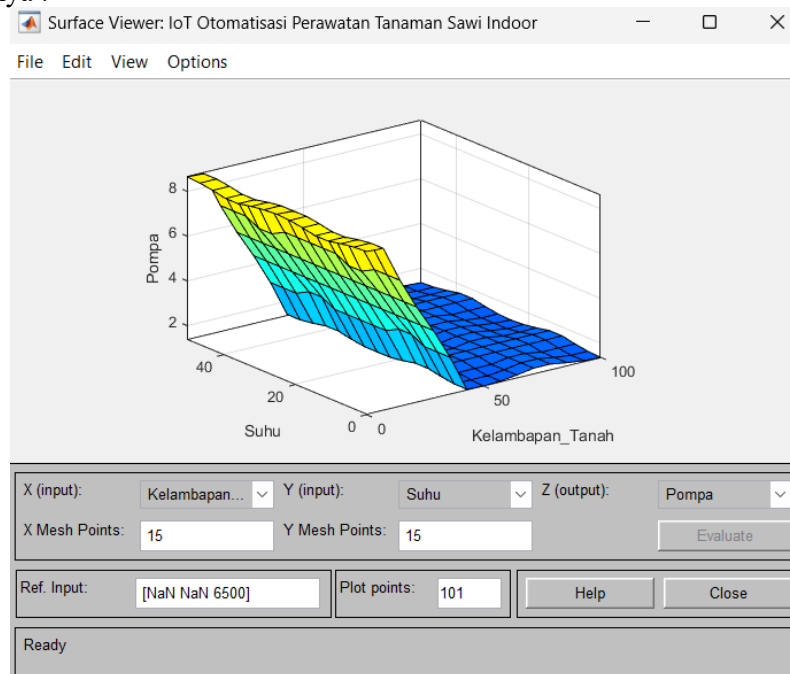 Surface Viewer: IoT Otomatisasi Perawatan Tanaman Sawi Indoor
File Edit View Options
8
6
4
2
Pompa
40
20
0
Suhu
0
50
100
Kelambapan_Tanah
X (input): Kelambapan... Y (input): Suhu Z (output): Pompa
X Mesh Points: 15 Y Mesh Points: 15 Evaluate
Ref. Input: [NaN NaN 6500] Plot points: 101 Help Close
Ready